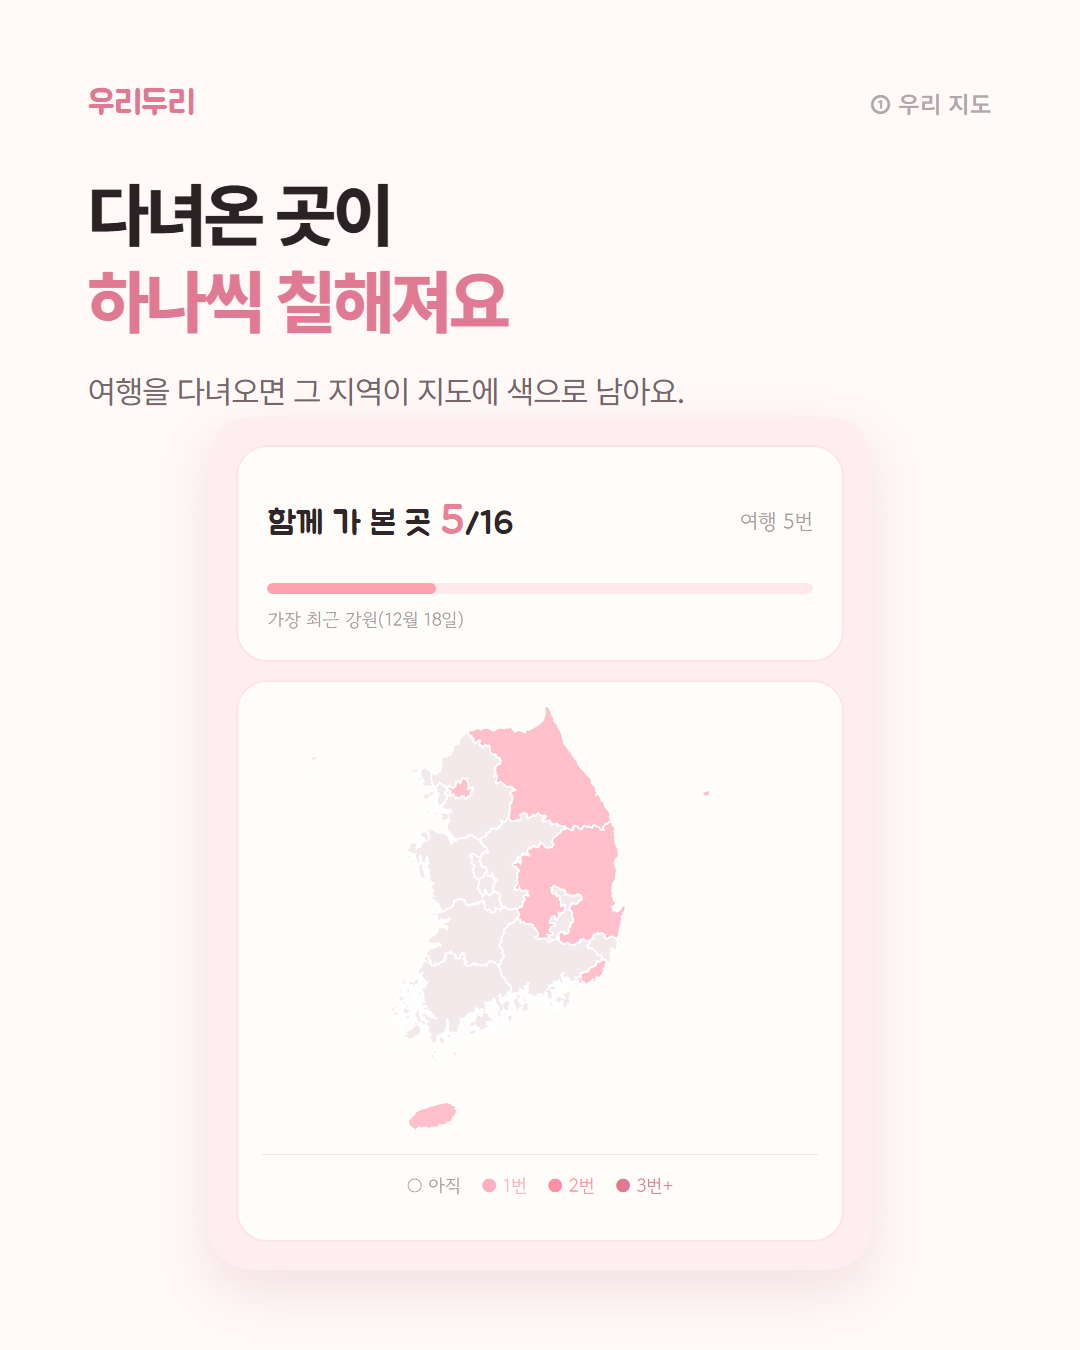 우리두리
① 우리 지도
다녀온 곳이
하나씩 칠해져요
여행을 다녀오면 그 지역이 지도에 색으로 남아요.
함께 가 본 곳 5/16
여행 5번
가장 최근 강원(12월 18일)
아직 1번 2번 3번+